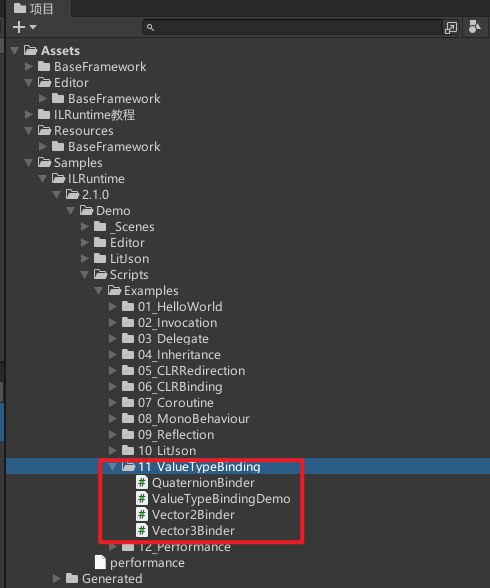 项目
Assets
BaseFramework
Editor
BaseFramework
ILRuntime教程
Resources
BaseFramework
Samples
ILRuntime
2.1.0
Demo
_Scenes
Editor
LitJson
Scripts
Examples
01_HelloWorld
02_Invocation
03_Delegate
04_Inheritance
05_CLRRedirection
06_CLRBinding
07_Coroutine
08_MonoBehaviour
09_Reflection
10_LitJson
11_ValueTypeBinding
QuaternionBinder
ValueTypeBindingDemo
Vector2Binder
Vector3Binder
12_Performance
performance
Generated